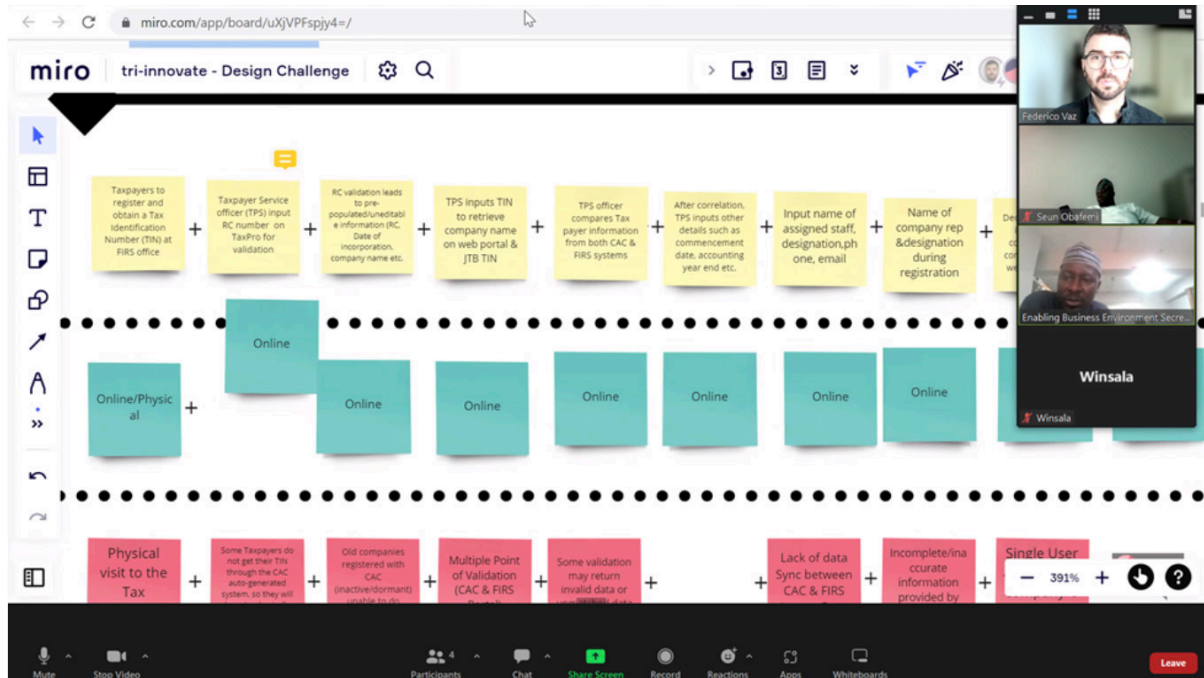 miro.com/app/board/uXjVPFspjy4=/
miro
tri-innovate - Design Challenge
3
Federico Vaz
Seun Obafemi
Enabling Business Environment Secre...
Winsala
Winsala
Taxpayers to
register and
obtain a Tax
Identification
Number (TIN) at
FIRS office
+
Taxpayer Service
officer (TPS) input
RC number on
TaxPro for
validation
+
RC validation leads
to pre-
populated/uneditabl
e information (RC,
Date of
incorporation,
company name etc.
+
TPS inputs TIN
to retrieve
company name
on web portal &
JTB TIN
+
TPS officer
compares Tax
payer information
from both CAC &
FIRS systems
+
After correlation,
TPS inputs other
details such as
commencement
date, accounting
year end etc.
+
Input name of
assigned staff,
designation,ph
one, email
+
Name of
company rep
&designation
during
registration
+
Online/Physic
al
+
Online
Online
Online
Online
Online
Online
Online
Physical
visit to the
Tax
+
Some Taxpayers do
not get their TIN
through the CAC
auto-generated
system, so they will
+
Old companies
registered with
CAC
(inactive/dormant)
unable to do
+
Multiple Point
of Validation
(CAC & FIRS
+
Some validation
may return
invalid data or
+
+
Lack of data
Sync between
CAC & FIRS
+
Incomplete/ina
ccurate
information
provided by
+
Single User
− 391% + ?
Mute
Stop Video
Participants
4
Chat
Share Screen
Record
Reactions
Apps
Whiteboards
Leave